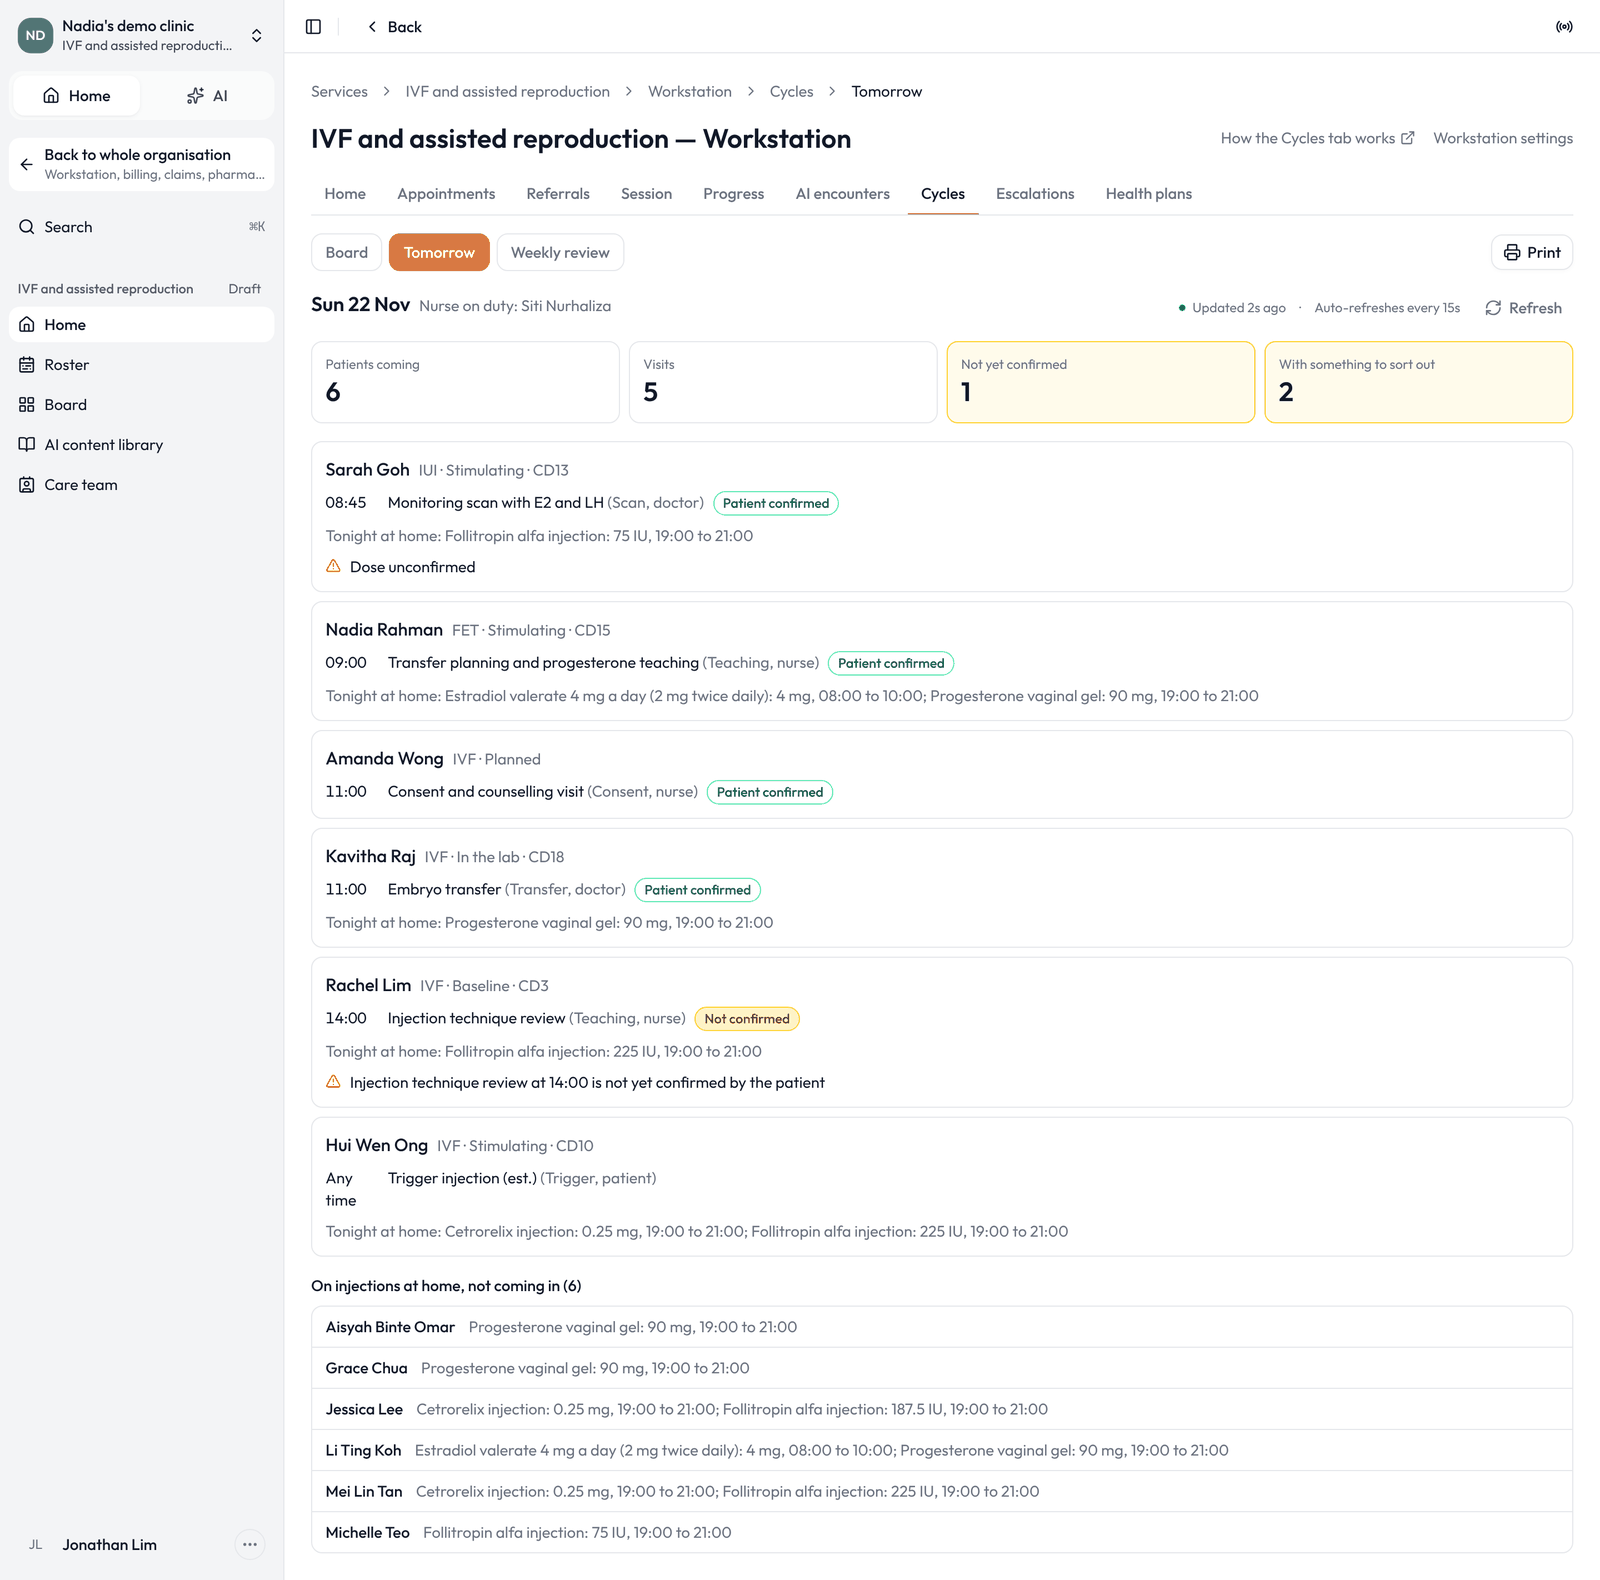 ND
Nadia's demo clinic
IVF and assisted reproducti...
Home
AI
Back to whole organisation
Workstation, billing, claims, pharma...
Search
⌘K
IVF and assisted reproduction
Draft
Home
Roster
Board
AI content library
Care team
JL
Jonathan Lim
Back
Services
IVF and assisted reproduction
Workstation
Cycles
Tomorrow
IVF and assisted reproduction — Workstation
How the Cycles tab works
Workstation settings
Home
Appointments
Referrals
Session
Progress
AI encounters
Cycles
Escalations
Health plans
Board
Tomorrow
Weekly review
Print
Sun 22 Nov Nurse on duty: Siti Nurhaliza
Updated 2s ago · Auto-refreshes every 15s
Refresh
Patients coming
6
Visits
5
Not yet confirmed
1
With something to sort out
2
Sarah Goh IUI · Stimulating · CD13
08:45 Monitoring scan with E2 and LH (Scan, doctor) Patient confirmed
Tonight at home: Follitropin alfa injection: 75 IU, 19:00 to 21:00
Dose unconfirmed
Nadia Rahman FET · Stimulating · CD15
09:00 Transfer planning and progesterone teaching (Teaching, nurse) Patient confirmed
Tonight at home: Estradiol valerate 4 mg a day (2 mg twice daily): 4 mg, 08:00 to 10:00; Progesterone vaginal gel: 90 mg, 19:00 to 21:00
Amanda Wong IVF · Planned
11:00 Consent and counselling visit (Consent, nurse) Patient confirmed
Kavitha Raj IVF · In the lab · CD18
11:00 Embryo transfer (Transfer, doctor) Patient confirmed
Tonight at home: Progesterone vaginal gel: 90 mg, 19:00 to 21:00
Rachel Lim IVF · Baseline · CD3
14:00 Injection technique review (Teaching, nurse) Not confirmed
Tonight at home: Follitropin alfa injection: 225 IU, 19:00 to 21:00
Injection technique review at 14:00 is not yet confirmed by the patient
Hui Wen Ong IVF · Stimulating · CD10
Any time Trigger injection (est.) (Trigger, patient)
Tonight at home: Cetrorelix injection: 0.25 mg, 19:00 to 21:00; Follitropin alfa injection: 225 IU, 19:00 to 21:00
On injections at home, not coming in (6)
Aisyah Binte Omar Progesterone vaginal gel: 90 mg, 19:00 to 21:00
Grace Chua Progesterone vaginal gel: 90 mg, 19:00 to 21:00
Jessica Lee Cetrorelix injection: 0.25 mg, 19:00 to 21:00; Follitropin alfa injection: 187.5 IU, 19:00 to 21:00
Li Ting Koh Estradiol valerate 4 mg a day (2 mg twice daily): 4 mg, 08:00 to 10:00; Progesterone vaginal gel: 90 mg, 19:00 to 21:00
Mei Lin Tan Cetrorelix injection: 0.25 mg, 19:00 to 21:00; Follitropin alfa injection: 225 IU, 19:00 to 21:00
Michelle Teo Follitropin alfa injection: 75 IU, 19:00 to 21:00